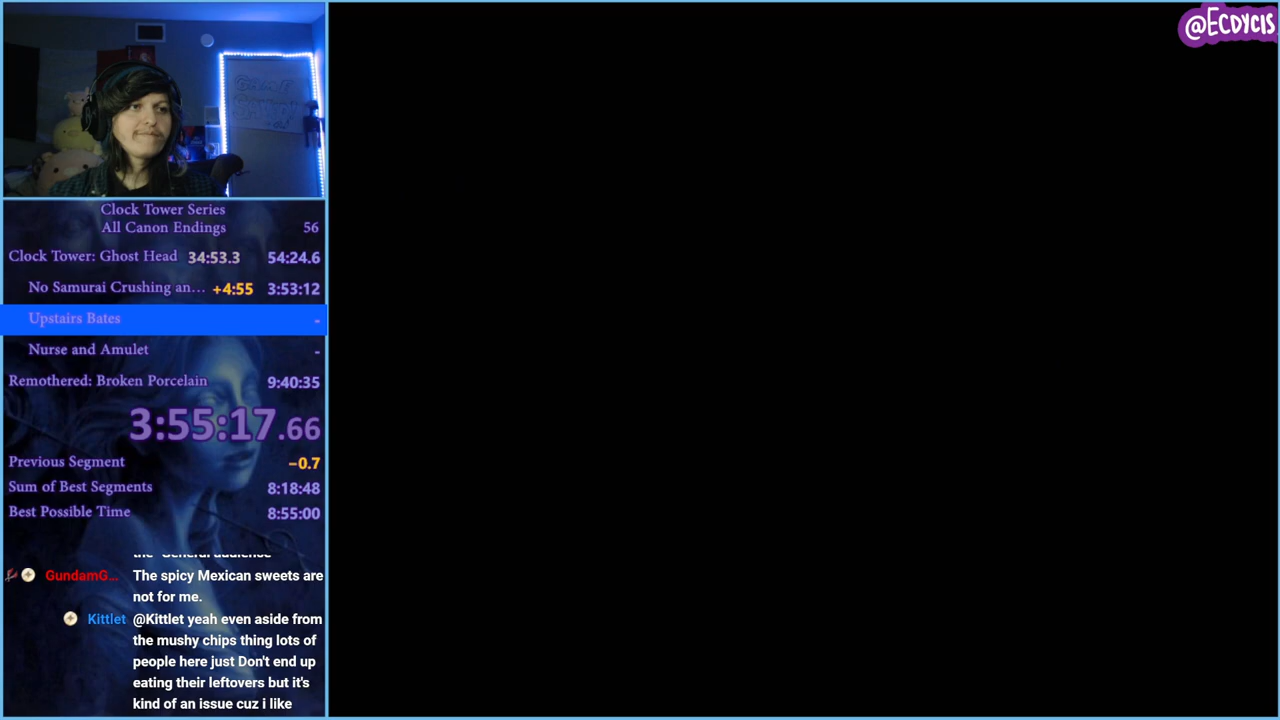 @ECDYCIS
Clock Tower Series
All Canon Endings 56
Clock Tower: Ghost Head 34:53.3 54:24.6
No Samurai Crushing an... +4:55 3:53:12
Upstairs Bates -
Nurse and Amulet -
Remothered: Broken Porcelain 9:40:35
3:55:17.66
Previous Segment −0.7
Sum of Best Segments 8:18:48
Best Possible Time 8:55:00
the "General audience"
GundamG... The spicy Mexican sweets are
not for me.
Kittlet @Kittlet yeah even aside from
the mushy chips thing lots of
people here just Don't end up
eating their leftovers but it's
kind of an issue cuz i like